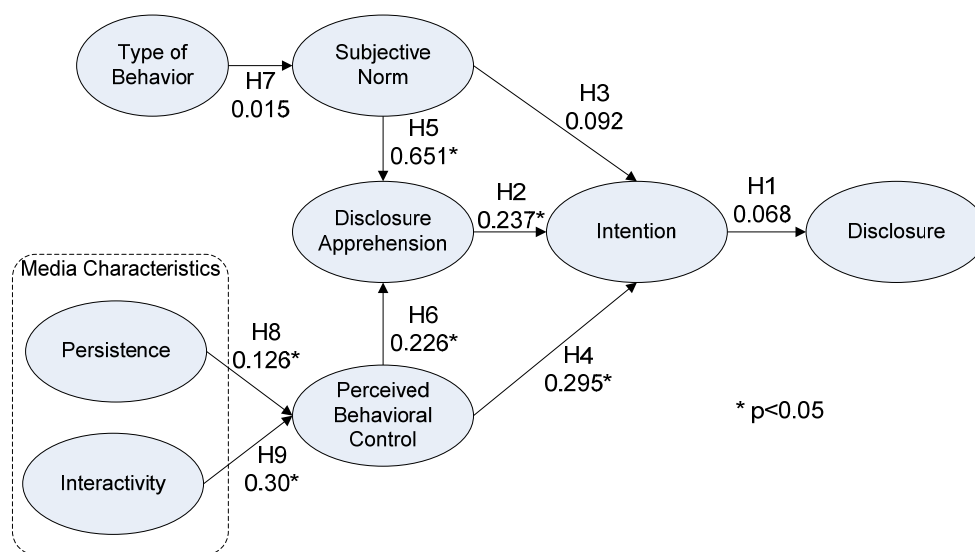 Type of
Behavior
H7
0.015
Subjective
Norm
H3
0.092
H5
0.651*
Disclosure
Apprehension
H2
0.237*
Intention
H1
0.068
Disclosure
Media Characteristics
Persistence
H8
0.126*
H6
0.226*
H4
0.295*
Perceived
Behavioral
Control
Interactivity
H9
0.30*
* p<0.05